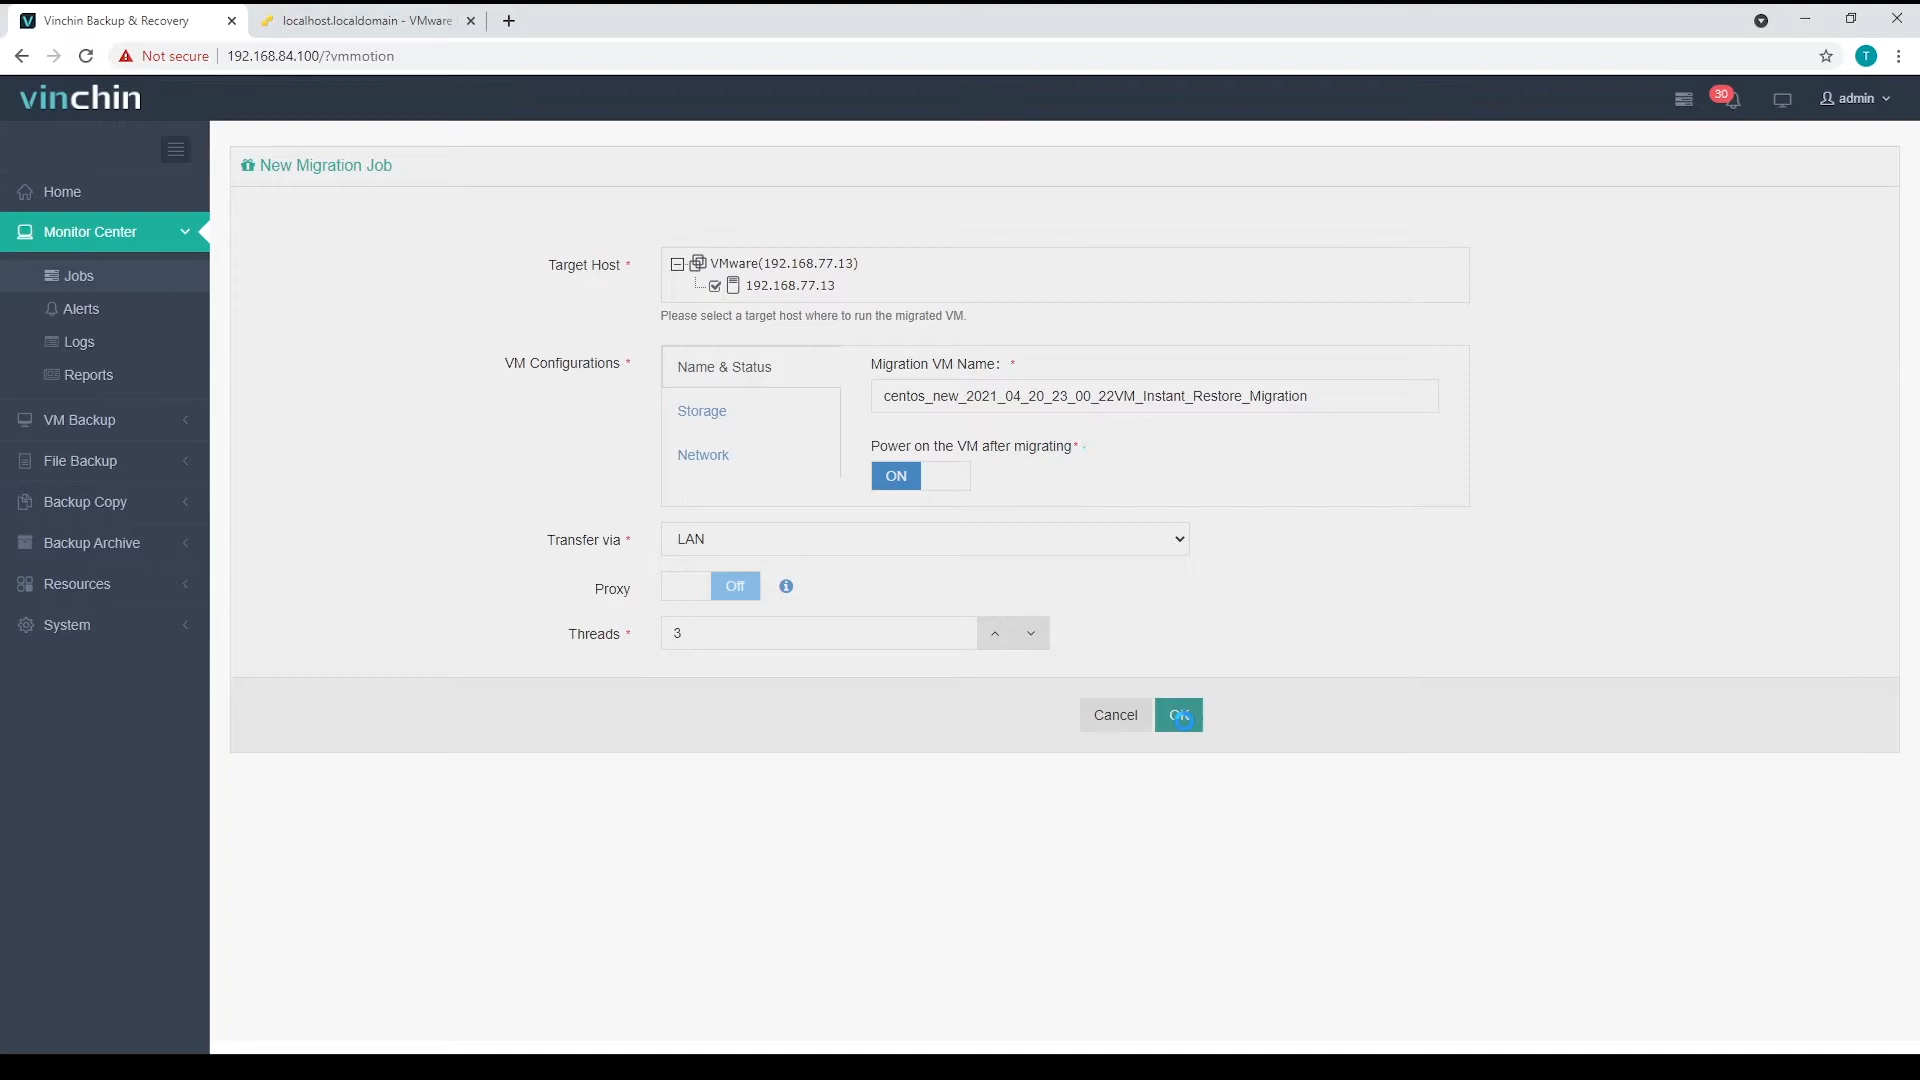 Vinchin Backup & Recovery
localhost.localdomain - VMware
Not secure
192.168.84.100/?vmmotion
T
vinchin
30
admin
New Migration Job
Home
Monitor Center
Jobs
Alerts
Logs
Reports
VM Backup
File Backup
Backup Copy
Backup Archive
Resources
System
Target Host *
VMware(192.168.77.13)
192.168.77.13
Please select a target host where to run the migrated VM.
VM Configurations *
Name & Status
Storage
Network
Migration VM Name: *
centos_new_2021_04_20_23_00_22VM_Instant_Restore_Migration
Power on the VM after migrating*
ON
Transfer via *
LAN
Proxy
Off
Threads *
3
Cancel
OK